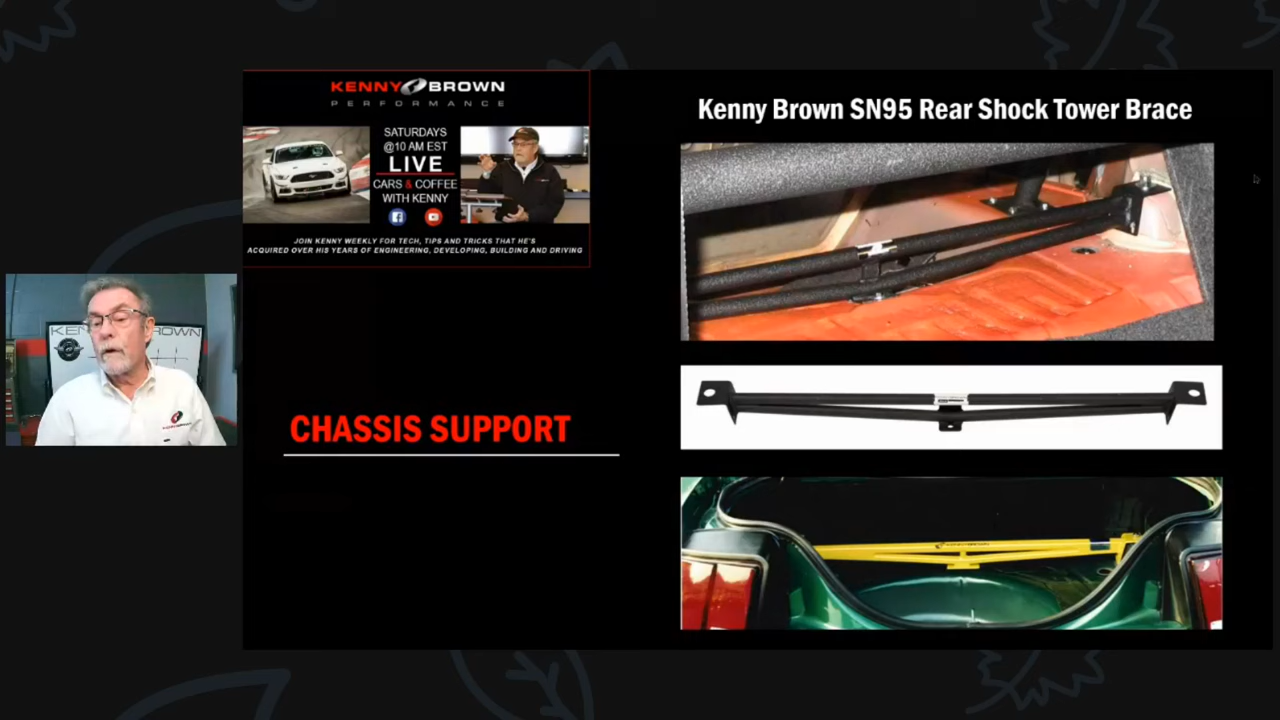 KENNY BROWN
PERFORMANCE
SATURDAYS
@10 AM EST
LIVE
CARS & COFFEE
WITH KENNY
JOIN KENNY WEEKLY FOR TECH, TIPS AND TRICKS THAT HE'S
ACQUIRED OVER HIS YEARS OF ENGINEERING, DEVELOPING, BUILDING AND DRIVING
Kenny Brown SN95 Rear Shock Tower Brace
CHASSIS SUPPORT